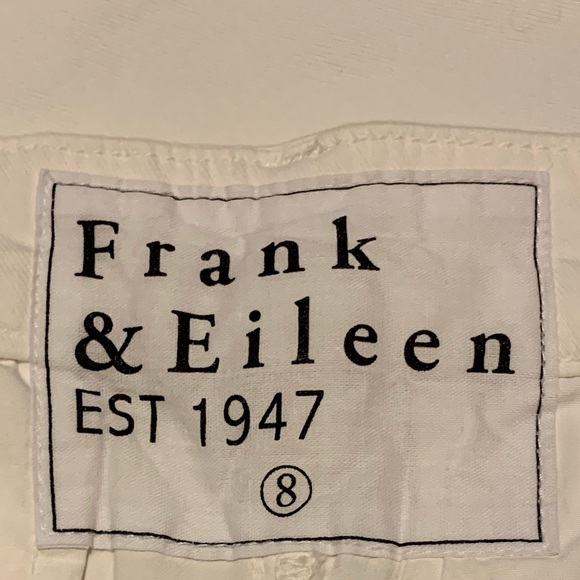 Frank
& Eileen
EST 1947
8